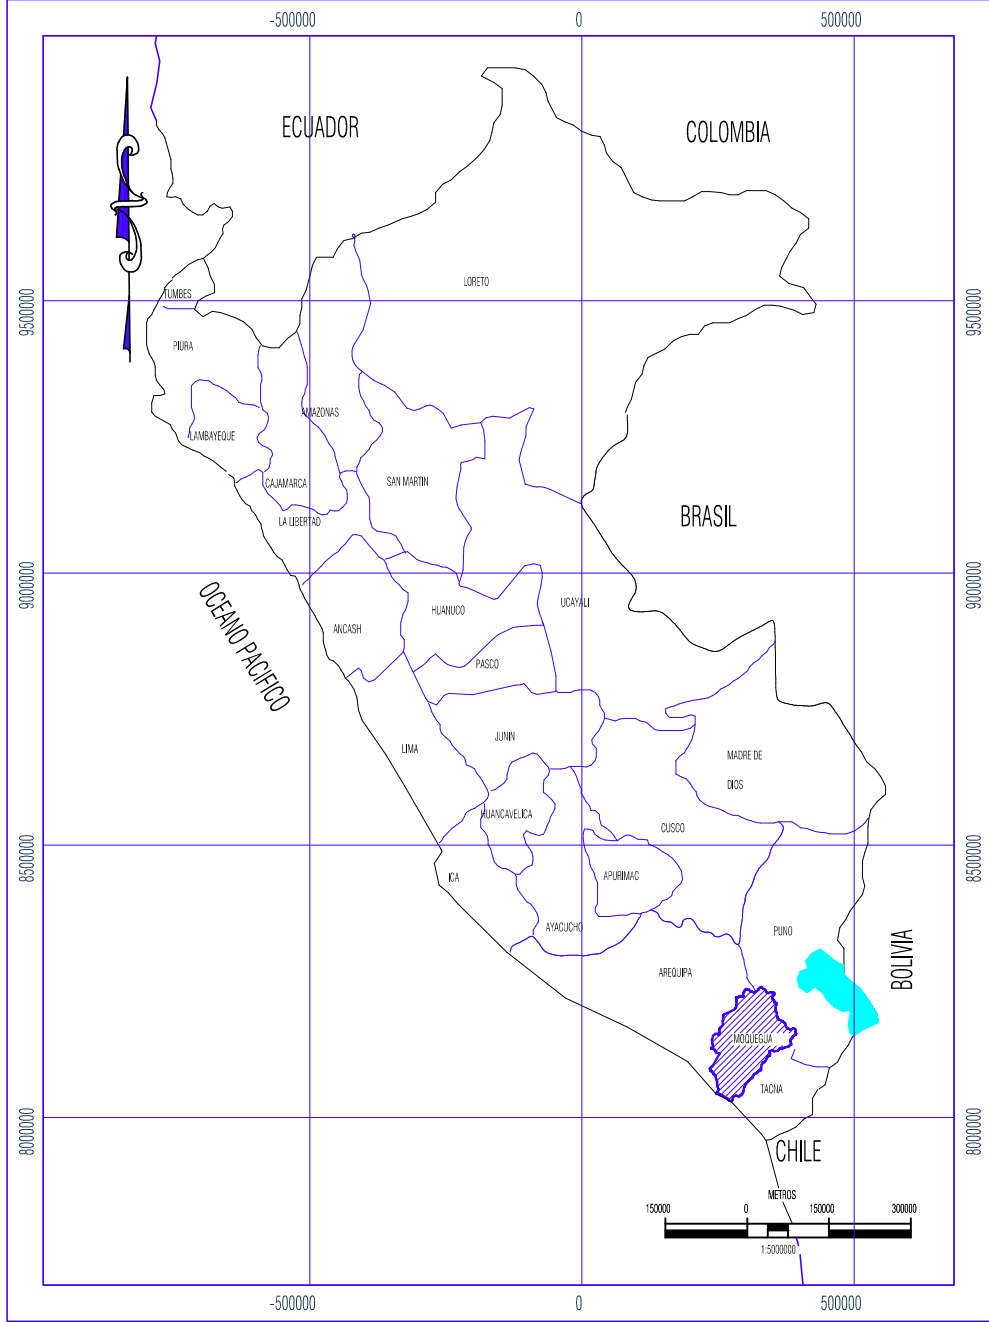 -500000 0 500000
ECUADOR
COLOMBIA
LORETO
TUMBES
9500000 9500000
PIURA
AMAZONAS
LAMBAYEQUE
CAJAMARCA SAN MARTIN
LA LIBERTAD
BRASIL
9000000 9000000
OCEANO PACIFICO
HUANUCO UCAYALI
ANCASH
PASCO
JUNIN
LIMA
MADRE DE
DIOS
HUANCAVELICA
CUSCO
8500000 8500000
ICA
APURIMAC
AYACUCHO
PUNO
BOLIVIA
AREQUIPA
MOQUEGUA
TACNA
8000000 8000000
CHILE
METROS
150000 0 150000 300000
1:5000000
-500000 0 500000